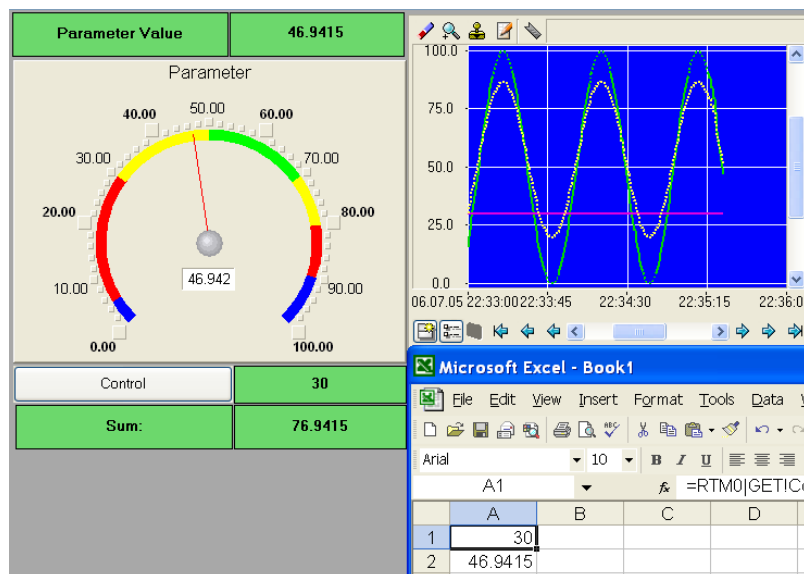 Parameter Value 46.9415
Parameter
50.00
40.00 60.00
30.00 70.00
20.00 80.00
46.942
10.00 90.00
0.00 100.00
Control 30
Sum: 76.9415
100.0
75.0
50.0
25.0
0.0
06.07.05 22:33:00 22:33:45 22:34:30 22:35:15 22:36:0
Microsoft Excel - Book1
File Edit View Insert Format Tools Data
Arial 10 B I U
A1 fx =RTM0|GET!Co
A B C D
1 30
2 46.9415